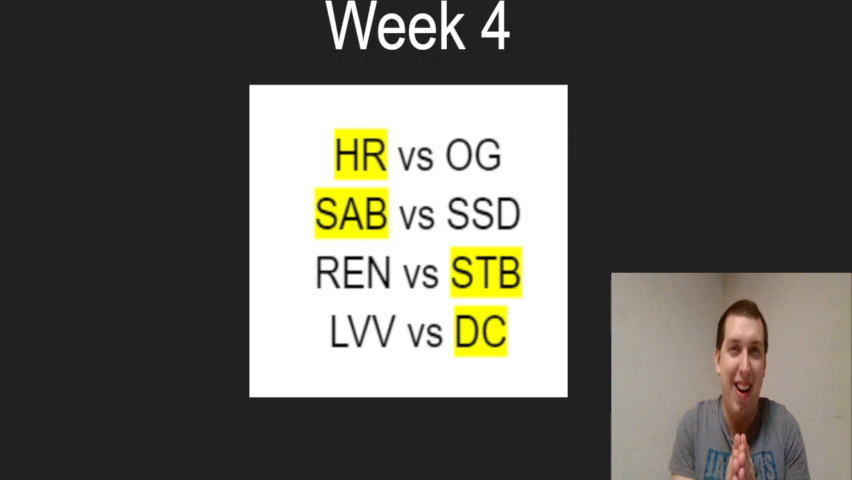 Week 4
HR vs OG
SAB vs SSD
REN vs STB
LVV vs DC